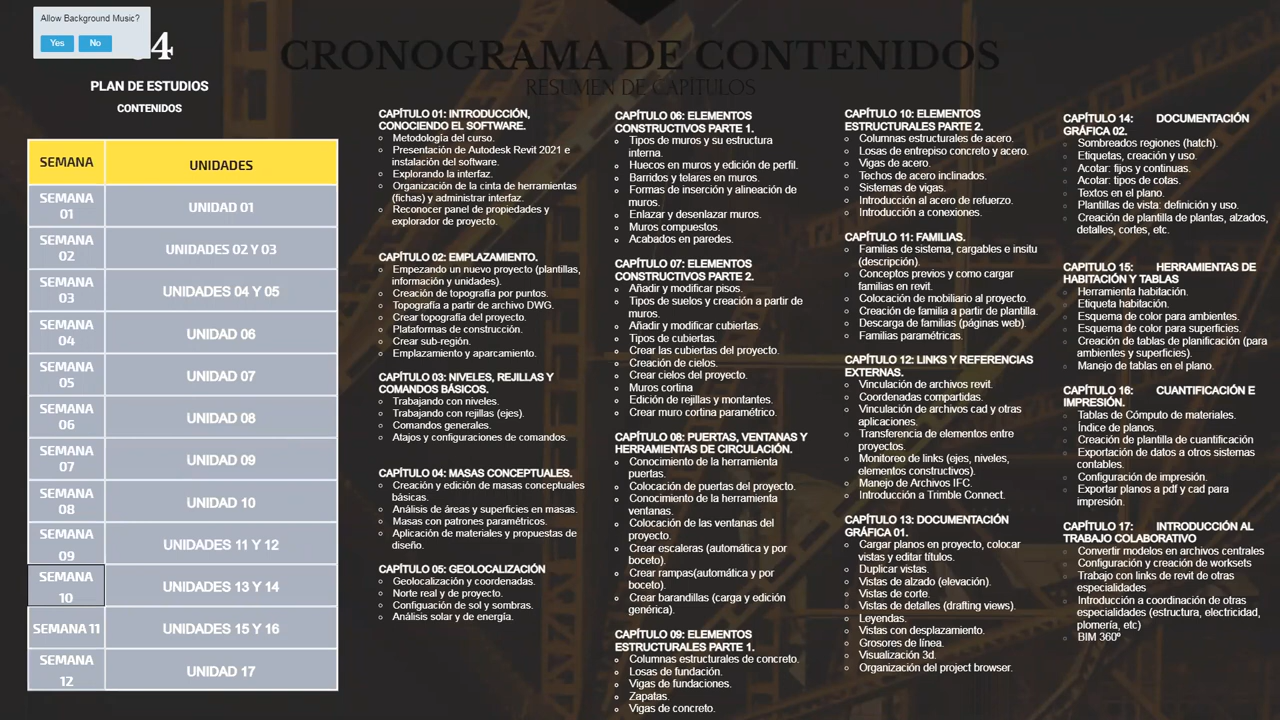 Allow Background Music?
Yes
No
4
CRONOGRAMA DE CONTENIDOS
RESUMEN DE CAPÍTULOS
PLAN DE ESTUDIOS
CONTENIDOS
SEMANA
UNIDADES
SEMANA
01
UNIDAD 01
SEMANA
02
UNIDADES 02 Y 03
SEMANA
03
UNIDADES 04 Y 05
SEMANA
04
UNIDAD 06
SEMANA
05
UNIDAD 07
SEMANA
06
UNIDAD 08
SEMANA
07
UNIDAD 09
SEMANA
08
UNIDAD 10
SEMANA
09
UNIDADES 11 Y 12
SEMANA
10
UNIDADES 13 Y 14
SEMANA 11
UNIDADES 15 Y 16
SEMANA
12
UNIDAD 17
CAPÍTULO 01: INTRODUCCIÓN,
CONOCIENDO EL SOFTWARE.
Metodología del curso.
Presentación de Autodesk Revit 2021 e
instalación del software.
Explorando la interfaz.
Organización de la cinta de herramientas
(fichas) y administrar interfaz.
Reconocer panel de propiedades y
explorador de proyecto.
CAPÍTULO 02: EMPLAZAMIENTO.
Empezando un nuevo proyecto (plantillas,
información y unidades).
Creación de topografía por puntos.
Topografía a partir de archivo DWG.
Crear topografía del proyecto.
Plataformas de construcción.
Crear sub-región.
Emplazamiento y aparcamiento.
CAPÍTULO 03: NIVELES, REJILLAS Y
COMANDOS BÁSICOS.
Trabajando con niveles.
Trabajando con rejillas (ejes).
Comandos generales.
Atajos y configuraciones de comandos.
CAPÍTULO 04: MASAS CONCEPTUALES.
Creación y edición de masas conceptuales
básicas.
Análisis de áreas y superficies en masas.
Masas con patrones paramétricos.
Aplicación de materiales y propuestas de
diseño.
CAPÍTULO 05: GEOLOCALIZACIÓN
Geolocalización y coordenadas.
Norte real y de proyecto.
Configuación de sol y sombras.
Análisis solar y de energía.
CAPÍTULO 06: ELEMENTOS
CONSTRUCTIVOS PARTE 1.
Tipos de muros y su estructura
interna.
Huecos en muros y edición de perfil.
Barridos y telares en muros.
Formas de inserción y alineación de
muros.
Enlazar y desenlazar muros.
Muros compuestos.
Acabados en paredes.
CAPÍTULO 07: ELEMENTOS
CONSTRUCTIVOS PARTE 2.
Añadir y modificar pisos.
Tipos de suelos y creación a partir de
muros.
Añadir y modificar cubiertas.
Tipos de cubiertas.
Crear las cubiertas del proyecto.
Creación de cielos.
Crear cielos del proyecto.
Muros cortina
Edición de rejillas y montantes.
Crear muro cortina paramétrico.
CAPÍTULO 08: PUERTAS, VENTANAS Y
HERRAMIENTAS DE CIRCULACIÓN.
Conocimiento de la herramienta
puertas.
Colocación de puertas del proyecto.
Conocimiento de la herramienta
ventanas.
Colocación de las ventanas del
proyecto.
Crear escaleras (automática y por
boceto).
Crear rampas(automática y por
boceto).
Crear barandillas (carga y edición
genérica).
CAPÍTULO 09: ELEMENTOS
ESTRUCTURALES PARTE 1.
Columnas estructurales de concreto.
Losas de fundación.
Vigas de fundaciones.
Zapatas.
Vigas de concreto.
CAPÍTULO 10: ELEMENTOS
ESTRUCTURALES PARTE 2.
Columnas estructurales de acero.
Losas de entrepiso concreto y acero.
Vigas de acero.
Techos de acero inclinados.
Sistemas de vigas.
Introducción al acero de refuerzo.
Introducción a conexiones.
CAPÍTULO 11: FAMILIAS.
Familias de sistema, cargables e insitu
(descripción).
Conceptos previos y como cargar
familias en revit.
Colocación de mobiliario al proyecto.
Creación de familia a partir de plantilla.
Descarga de familias (páginas web).
Familias paramétricas.
CAPÍTULO 12: LINKS Y REFERENCIAS
EXTERNAS.
Vinculación de archivos revit.
Coordenadas compartidas.
Vinculación de archivos cad y otras
aplicaciones.
Transferencia de elementos entre
proyectos.
Monitoreo de links (ejes, niveles,
elementos constructivos).
Manejo de Archivos IFC.
Introducción a Trimble Connect.
CAPÍTULO 13: DOCUMENTACIÓN
GRÁFICA 01.
Cargar planos en proyecto, colocar
vistas y editar títulos.
Duplicar vistas.
Vistas de alzado (elevación).
Vistas de corte.
Vistas de detalles (drafting views).
Leyendas.
Vistas con desplazamiento.
Grosores de línea.
Visualización 3d.
Organización del project browser.
CAPÍTULO 14: DOCUMENTACIÓN
GRÁFICA 02.
Sombreados regiones (hatch).
Etiquetas, creación y uso.
Acotar: fijos y continuas.
Acotar: tipos de cotas.
Textos en el plano.
Plantillas de vista: definición y uso.
Creación de plantilla de plantas, alzados,
detalles, cortes, etc.
CAPÍTULO 15: HERRAMIENTAS DE
HABITACIÓN Y TABLAS
Herramienta habitación.
Etiqueta habitación.
Esquema de color para ambientes.
Esquema de color para superficies.
Creación de tablas de planificación (para
ambientes y superficies).
Manejo de tablas en el plano.
CAPÍTULO 16: CUANTIFICACIÓN E
IMPRESIÓN.
Tablas de Cómputo de materiales.
Índice de planos.
Creación de plantilla de cuantificación
Exportación de datos a otros sistemas
contables.
Configuración de impresión.
Exportar planos a pdf y cad para
impresión.
CAPÍTULO 17: INTRODUCCIÓN AL
TRABAJO COLABORATIVO
Convertir modelos en archivos centrales
Configuración y creación de worksets
Trabajo con links de revit de otras
especialidades
Introducción a coordinación de otras
especialidades (estructura, electricidad,
plomería, etc)
BIM 360º